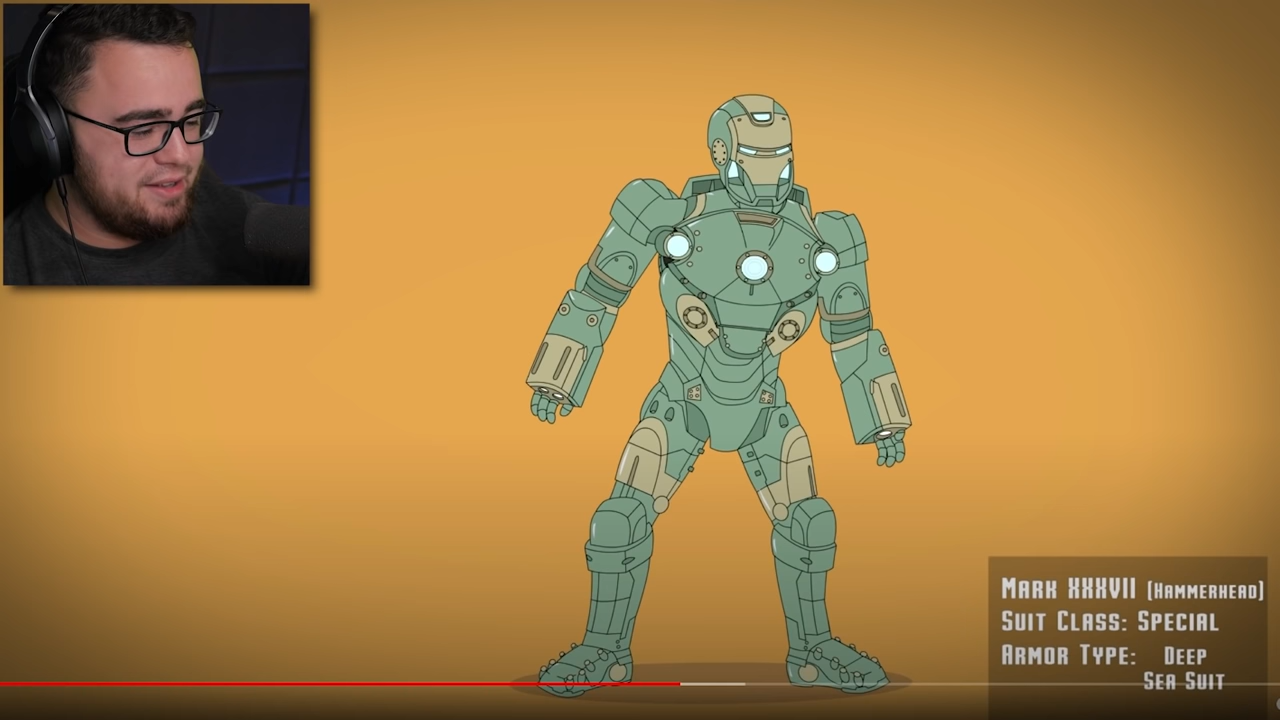 Mark XXXVII (Hammerhead)
Suit Class: Special
Armor Type: Deep
Sea Suit